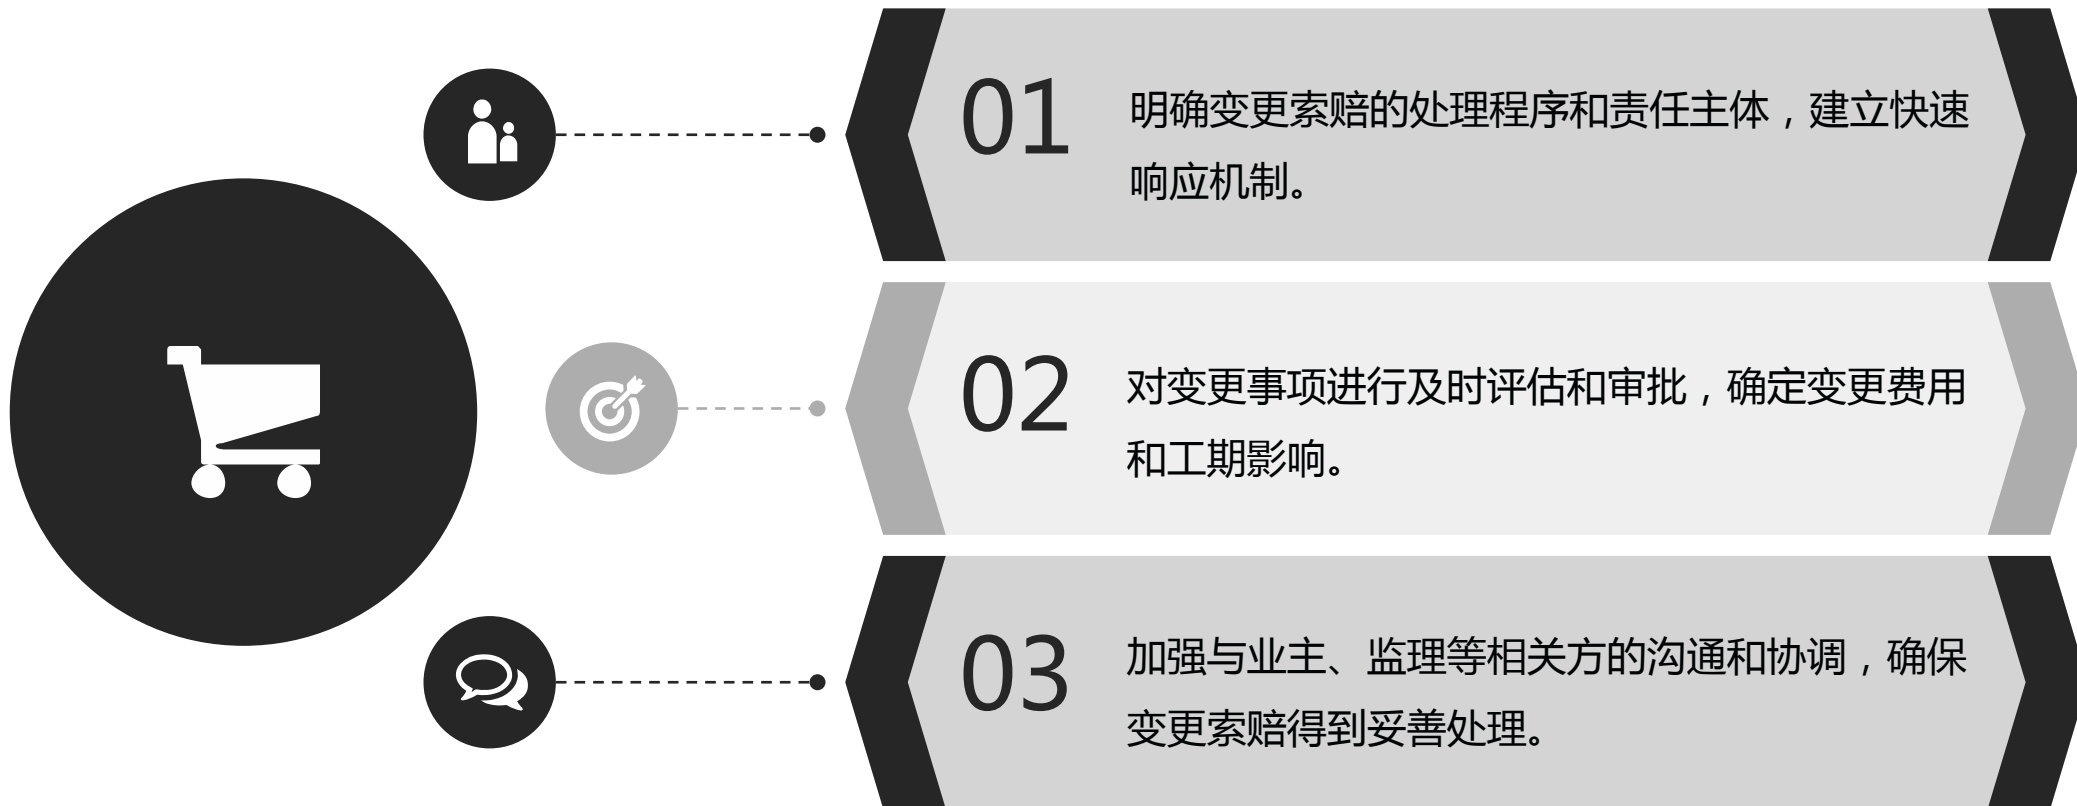 01
明确变更索赔的处理程序和责任主体，建立快速
响应机制。
02
对变更事项进行及时评估和审批，确定变更费用
和工期影响。
03
加强与业主、监理等相关方的沟通和协调，确保
变更索赔得到妥善处理。